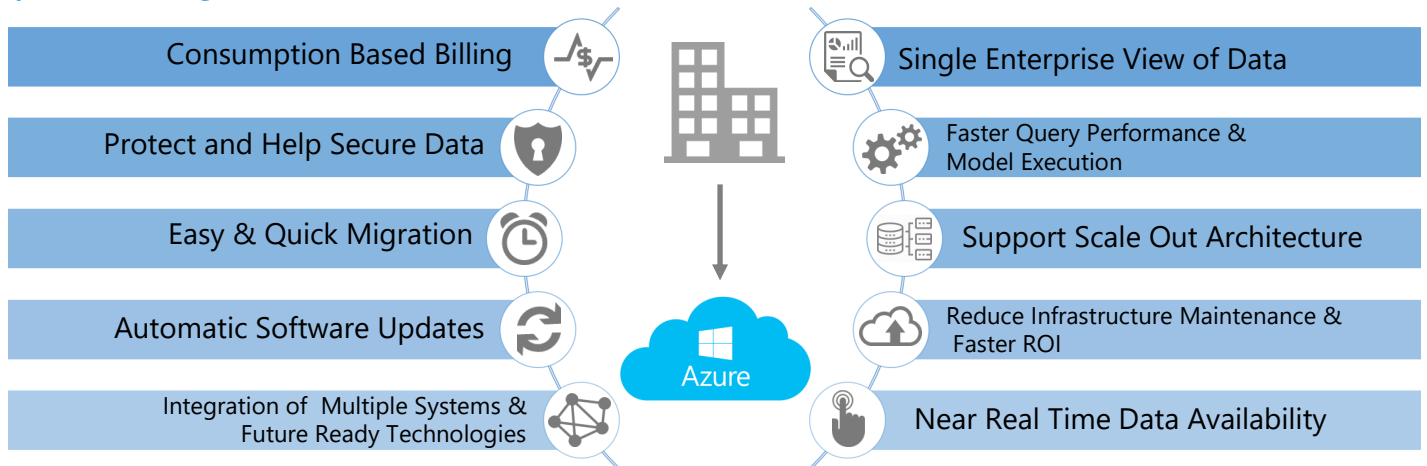 Consumption Based Billing
Protect and Help Secure Data
Easy & Quick Migration
Automatic Software Updates
Integration of Multiple Systems &
Future Ready Technologies
$
Azure
Single Enterprise View of Data
Faster Query Performance &
Model Execution
Support Scale Out Architecture
Reduce Infrastructure Maintenance &
Faster ROI
Near Real Time Data Availability